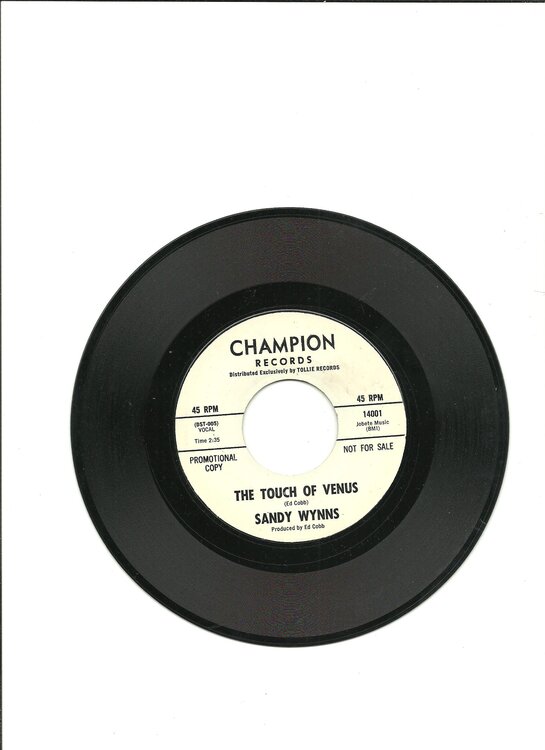 CHAMPION
RECORDS
Distributed Exclusively by TOLLIE RECORDS
45 RPM
(BST-005)
VOCAL
Time 2:35
PROMOTIONAL
COPY
45 RPM
14001
Jobete Music
(BMI)
NOT FOR SALE
THE TOUCH OF VENUS
(Ed Cobb)
SANDY WYNNS
Produced by Ed Cobb